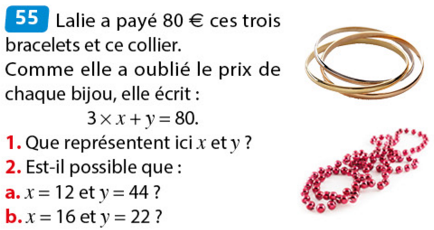 55 Lalie a payé 80 € ces trois
bracelets et ce collier.
Comme elle a oublié le prix de
chaque bijou, elle écrit :
3 × x + y = 80.
1. Que représentent ici x et y ?
2. Est-il possible que :
a. x = 12 et y = 44 ?
b. x = 16 et y = 22 ?